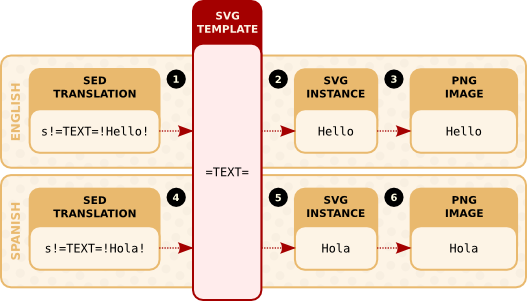 SVG
TEMPLATE
=TEXT=
ENGLISH
SED
TRANSLATION
s!=TEXT=!Hello!
1
2
SVG
INSTANCE
Hello
3
PNG
IMAGE
Hello
SPANISH
SED
TRANSLATION
s!=TEXT=!Hola!
4
5
SVG
INSTANCE
Hola
6
PNG
IMAGE
Hola